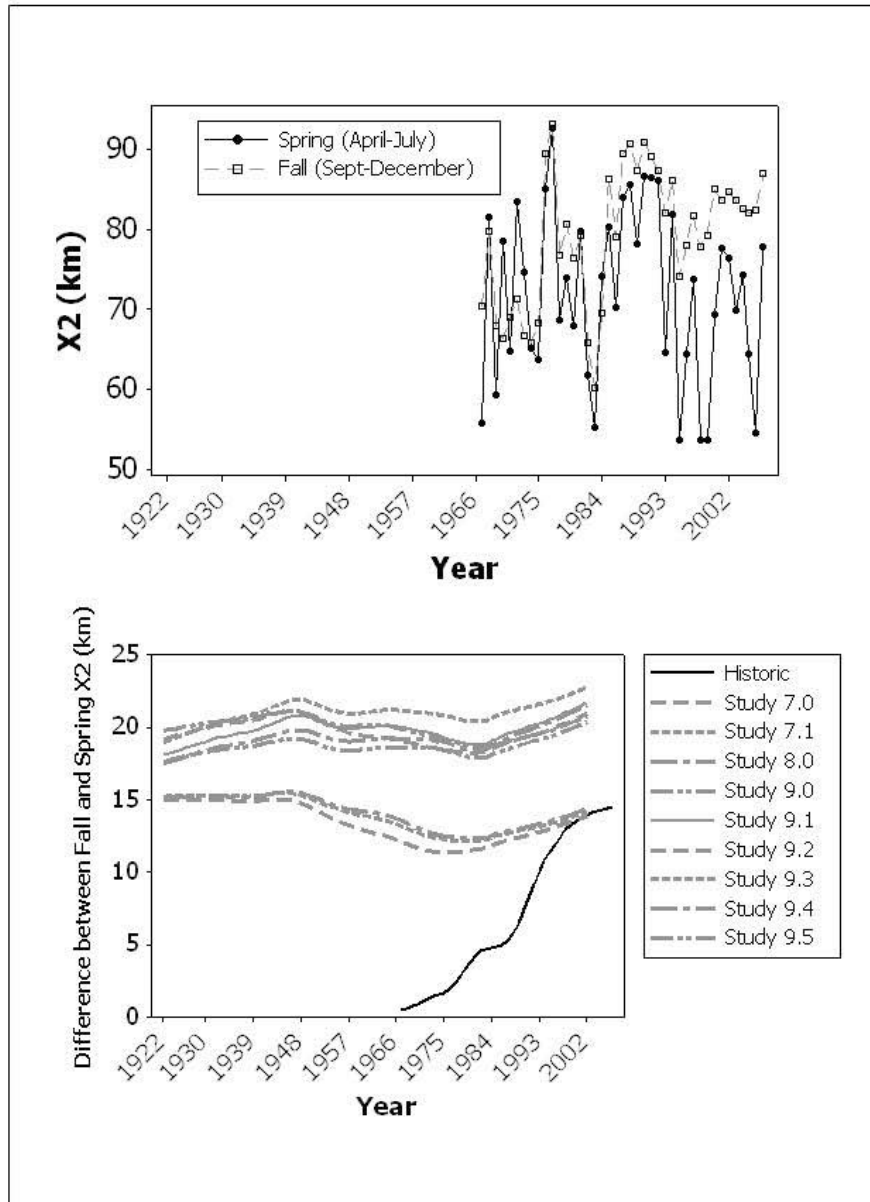 Spring (April-July)
Fall (Sept-December)
X2 (km)
90
80
70
60
50
1922
1930
1939
1948
1957
1966
1975
1984
1993
2002
Year
Difference between Fall and Spring X2 (km)
25
20
15
10
5
0
1922
1930
1939
1948
1957
1966
1975
1984
1993
2002
Year
Historic
Study 7.0
Study 7.1
Study 8.0
Study 9.0
Study 9.1
Study 9.2
Study 9.3
Study 9.4
Study 9.5